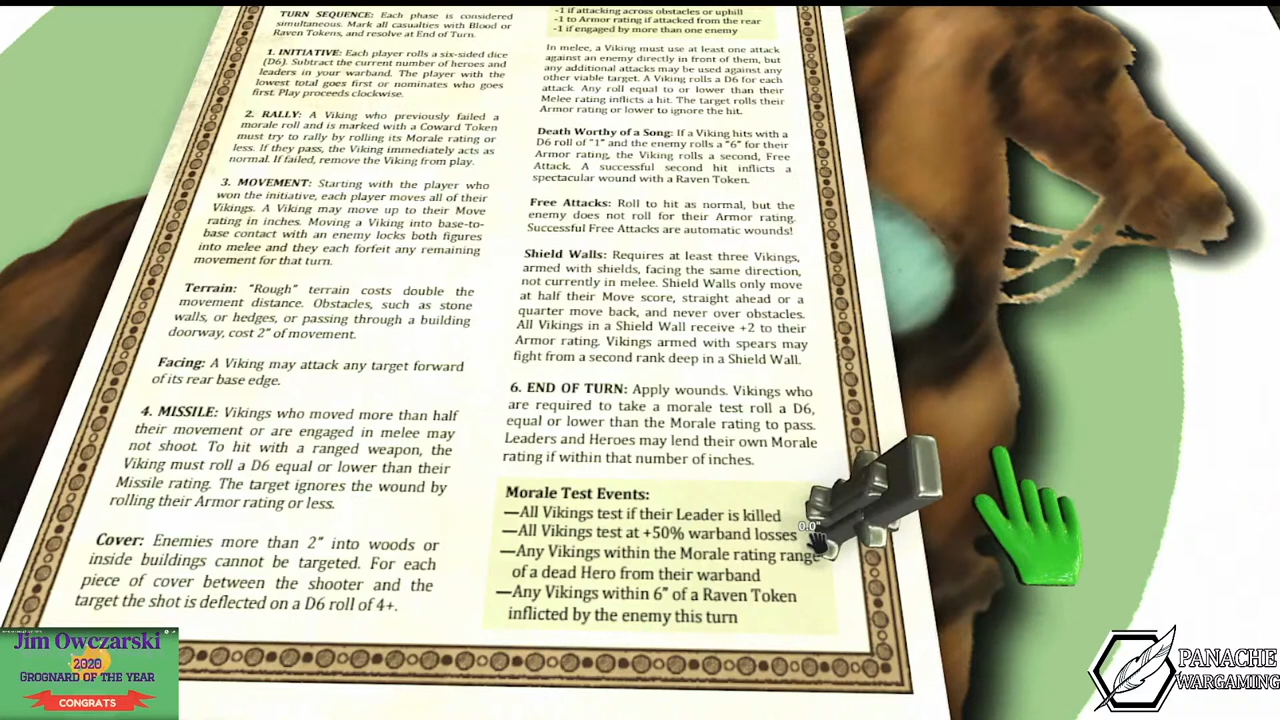 TURN SEQUENCE: Each phase is considered
simultaneous. Mark all casualties with Blood or
Raven Tokens, and resolve at End of Turn.
1. INITIATIVE: Each player rolls a six-sided dice
(D6). Subtract the current number of heroes and
leaders in your warband. The player with the
lowest total goes first or nominates who goes
first. Play proceeds clockwise.
2. RALLY: A Viking who previously failed a
morale roll and is marked with a Coward Token
must try to rally by rolling its Morale rating or
less. If they pass, the Viking immediately acts as
normal. If failed, remove the Viking from play.
3. MOVEMENT: Starting with the player who
won the initiative, each player moves all of their
Vikings. A Viking may move up to their Move
rating in inches. Moving a Viking into base-to-
base contact with an enemy locks both figures
into melee and they each forfeit any remaining
movement for that turn.
Terrain: "Rough" terrain costs double the
movement distance. Obstacles, such as stone
walls, or hedges, or passing through a building
doorway, cost 2" of movement.
Facing: A Viking may attack any target forward
of its rear base edge.
4. MISSILE: Vikings who moved more than half
their movement or are engaged in melee may
not shoot. To hit with a ranged weapon, the
Viking must roll a D6 equal or lower than their
Missile rating. The target ignores the wound by
rolling their Armor rating or less.
Cover: Enemies more than 2" into woods or
inside buildings cannot be targeted. For each
piece of cover between the shooter and the
target the shot is deflected on a D6 roll of 4+.
-1 if attacking across obstacles or uphill
-1 to Armor rating if attacked from the rear
-1 if engaged by more than one enemy
In melee, a Viking must use at least one attack
against an enemy directly in front of them, but
any additional attacks may be used against any
other viable target. A Viking rolls a D6 for each
attack. Any roll equal to or lower than their
Melee rating inflicts a hit. The target rolls their
Armor rating or lower to ignore the hit.
Death Worthy of a Song: If a Viking hits with a
D6 roll of "1" and the enemy rolls a "6" for their
Armor rating, the Viking rolls a second, Free
Attack. A successful second hit inflicts a
spectacular wound with a Raven Token.
Free Attacks: Roll to hit as normal, but the
enemy does not roll for their Armor rating.
Successful Free Attacks are automatic wounds!
Shield Walls: Requires at least three Vikings,
armed with shields, facing the same direction,
not currently in melee. Shield Walls only move
at half their Move score, straight ahead or a
quarter move back, and never over obstacles.
All Vikings in a Shield Wall receive +2 to their
Armor rating. Vikings armed with spears may
fight from a second rank deep in a Shield Wall.
6. END OF TURN: Apply wounds. Vikings who
are required to take a morale test roll a D6,
equal or lower than the Morale rating to pass.
Leaders and Heroes may lend their own Morale
rating if within that number of inches.
Morale Test Events:
—All Vikings test if their Leader is killed
—All Vikings test at +50% warband losses
—Any Vikings within the Morale rating range
of a dead Hero from their warband
—Any Vikings within 6" of a Raven Token
inflicted by the enemy this turn
0.0"
Jim Owczarski
2020
GROGNARD OF THE YEAR
CONGRATS
PANACHE
WARGAMING